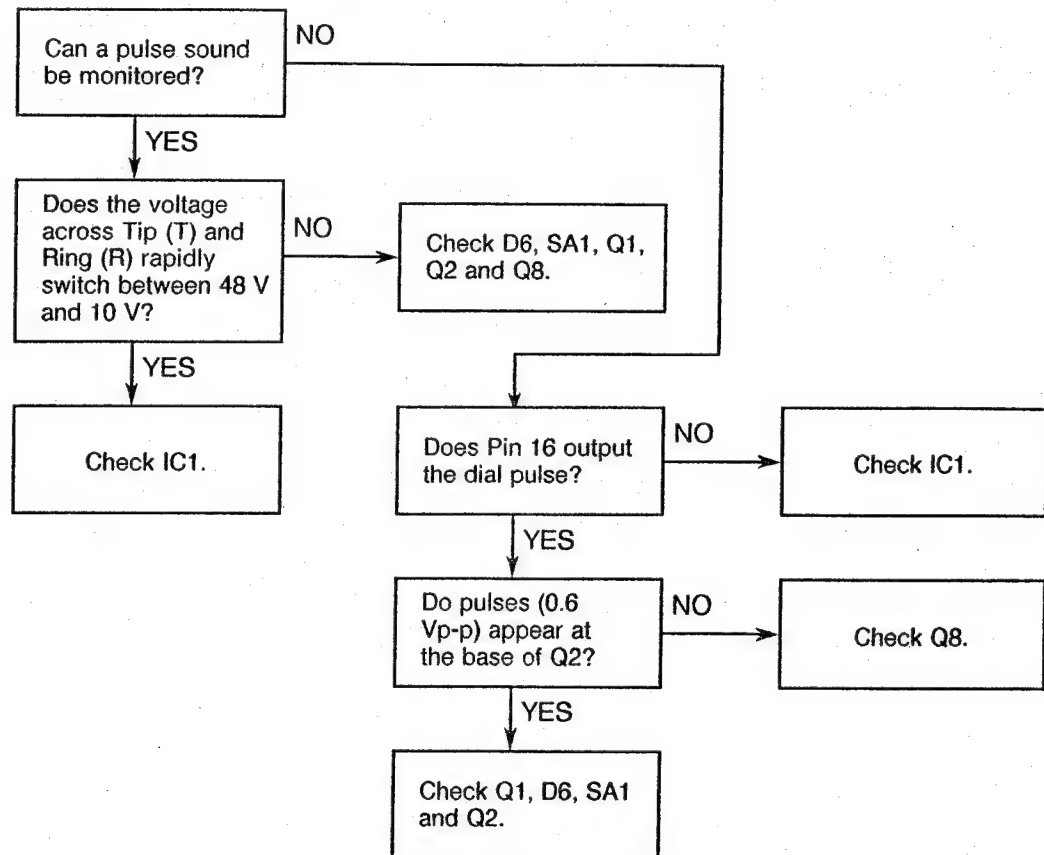 Can a pulse sound
be monitored?
NO
YES
Does the voltage
across Tip (T) and
Ring (R) rapidly
switch between 48 V
and 10 V?
NO
Check D6, SA1, Q1,
Q2 and Q8.
YES
Check IC1.
Does Pin 16 output
the dial pulse?
NO
Check IC1.
YES
Do pulses (0.6
Vp-p) appear at
the base of Q2?
NO
Check Q8.
YES
Check Q1, D6, SA1
and Q2.